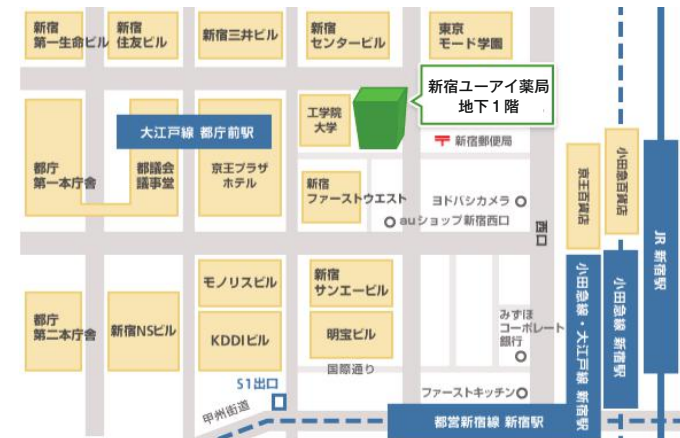 新宿
第一生命ビル
新宿
住友ビル
新宿三井ビル
新宿
センタービル
東京
モード学園
新宿ユーアイ薬局
地下1階
工学院
大学
大江戸線 都庁前駅
〒 新宿郵便局
都庁
第一本庁舎
都議会
議事堂
京王プラザ
ホテル
新宿
ファーストウエスト
ヨドバシカメラ
auショップ新宿西口
西口
京王百貨店
小田急百貨店
JR 新宿駅
小田急線・大江戸線 新宿駅
小田急線 新宿駅
モノリスビル
新宿
サンエービル
都庁
第二本庁舎
新宿NSビル
KDDIビル
明宝ビル
みずほ
コーポレート
銀行
国際通り
S1出口
甲州街道
ファーストキッチン
都営新宿線 新宿駅